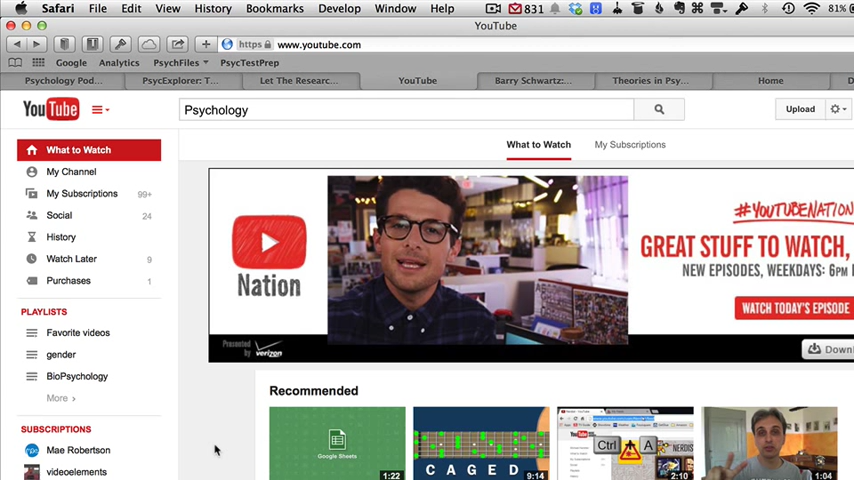 Safari File Edit View History Bookmarks Develop Window Help 831 81%
YouTube
https www.youtube.com
Google Analytics PsychFiles PsycTestPrep
Psychology Pod... PsycExplorer: T... Let The Researc... YouTube Barry Schwartz:... Theories in Psy... Home
YouTube Psychology Upload
What to Watch My Subscriptions
What to Watch
My Channel
My Subscriptions 99+
Social 24
History
Watch Later 9
Purchases 1
PLAYLISTS
Favorite videos
gender
BioPsychology
More >
SUBSCRIPTIONS
Mae Robertson
videoelements
Nation
Presented by verizon
#YOUTUBENATION
GREAT STUFF TO WATCH,
NEW EPISODES, WEEKDAYS: 6PM
WATCH TODAY'S EPISODE
Downl
Recommended
Google Sheets
1:22
CAGED
9:14
Ctrl A
2:10
1:04